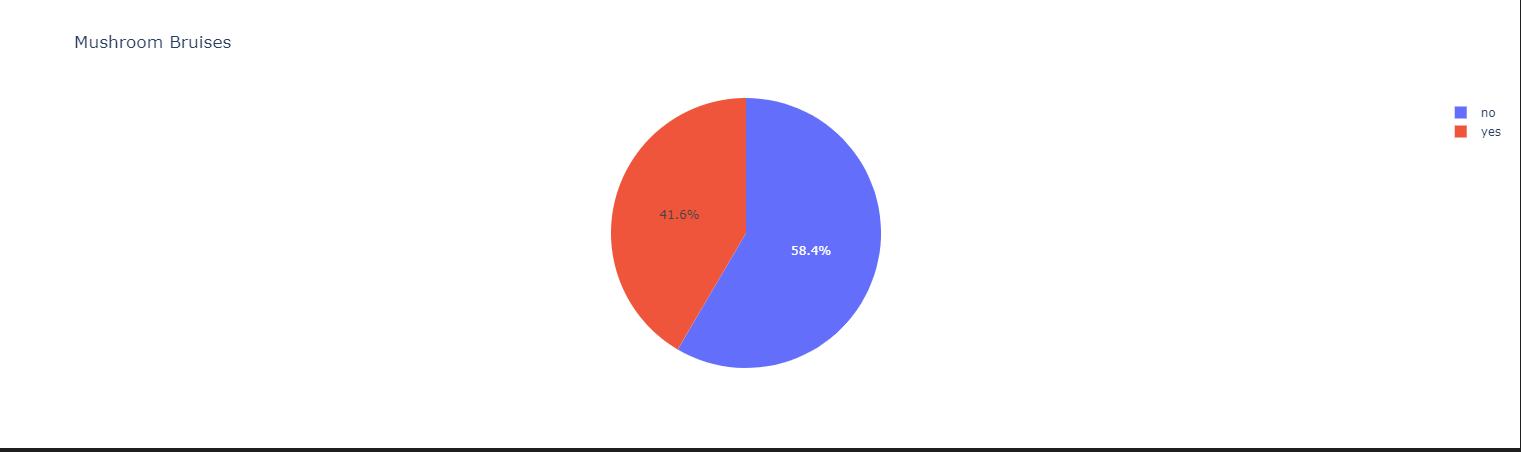 Mushroom Bruises
no
yes
41.6%
58.4%